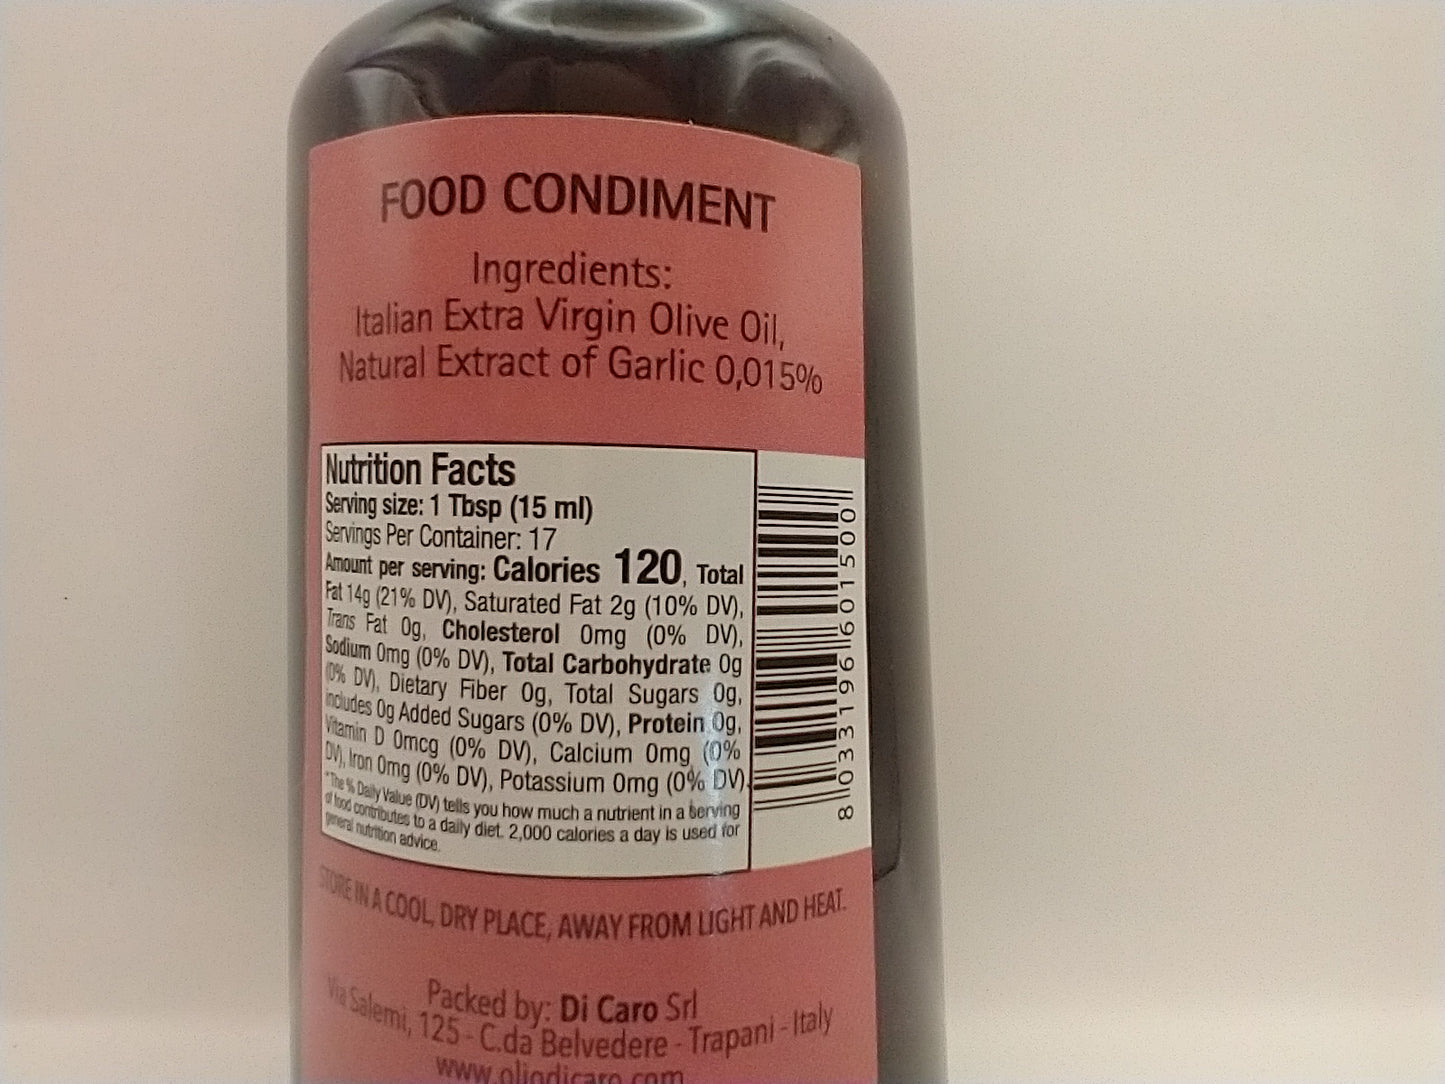 FOOD CONDIMENT
Ingredients:
Italian Extra Virgin Olive Oil,
Natural Extract of Garlic 0,015%
Nutrition Facts
Serving size: 1 Tbsp (15 ml)
Servings Per Container: 17
Amount per serving: Calories 120, Total
Fat 14g (21% DV), Saturated Fat 2g (10% DV),
Trans Fat 0g, Cholesterol 0mg (0% DV),
Sodium 0mg (0% DV), Total Carbohydrate 0g
(0% DV), Dietary Fiber 0g, Total Sugars 0g,
includes 0g Added Sugars (0% DV), Protein 0g,
Vitamin D 0mcg (0% DV), Calcium 0mg (0%
DV), Iron 0mg (0% DV), Potassium 0mg (0% DV).
*The % Daily Value (DV) tells you how much a nutrient in a serving
of food contributes to a daily diet. 2,000 calories a day is used for
general nutrition advice.
8 033196 601500
STORE IN A COOL, DRY PLACE, AWAY FROM LIGHT AND HEAT.
Packed by: Di Caro Srl
Via Salemi, 125 - C.da Belvedere - Trapani - Italy
www.oliodicaro.com